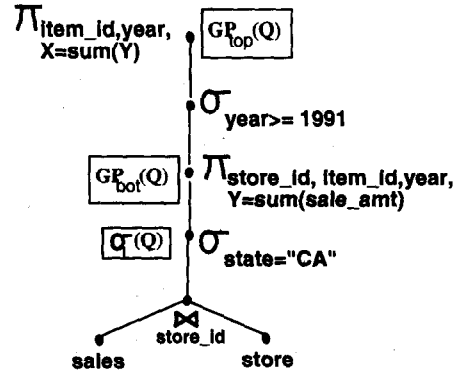 π item_id,year, GP top(Q)
X=sum(Y)
σ year>= 1991
GP bot(Q) π store_id, item_id,year,
Y=sum(sale_amt)
q(Q) σ
state="CA"
⋈
store_id
sales store